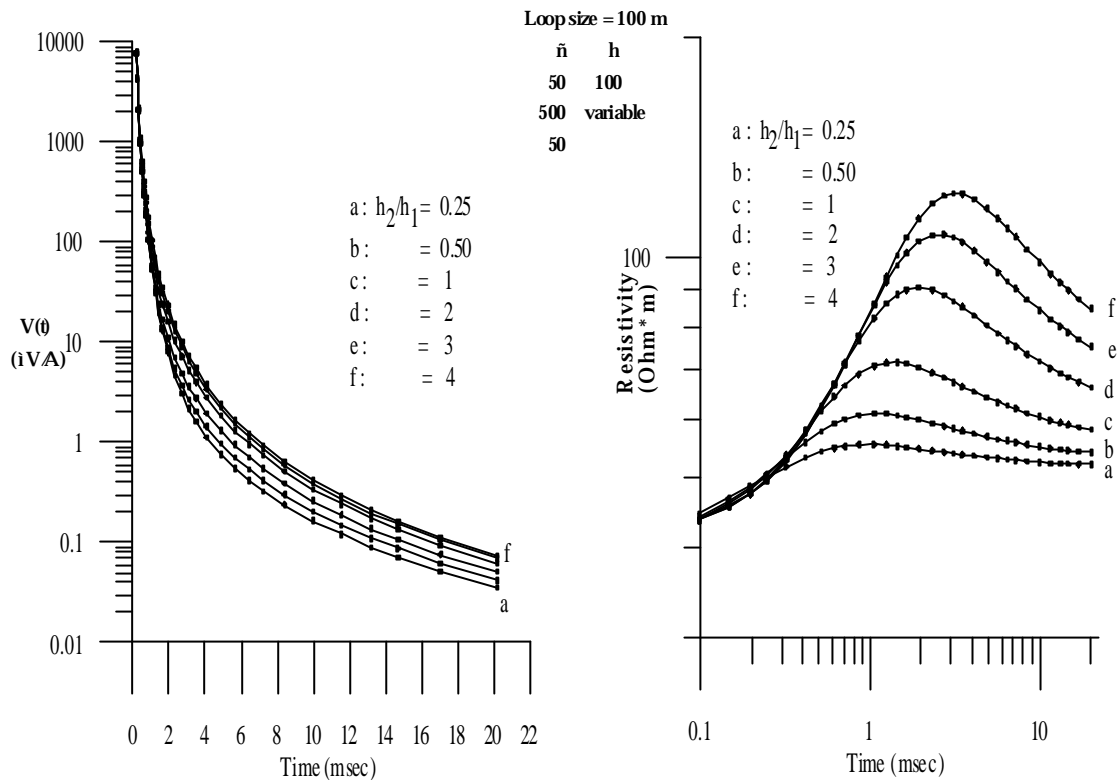 Loop size = 100 m
ñ h
50 100
500 variable
50
10000
1000
100
10
1
0.1
0.01
V(t)
(ì V/A)
a: h2/h1= 0.25
b: = 0.50
c: = 1
d: = 2
e: = 3
f: = 4
f
a
0 2 4 6 8 10 12 14 16 18 20 22
Time (msec)
100
Resistivity
(Ohm*m)
a: h2/h1= 0.25
b: = 0.50
c: = 1
d: = 2
e: = 3
f: = 4
f
e
d
c
b
a
0.1 1 10
Time (msec)